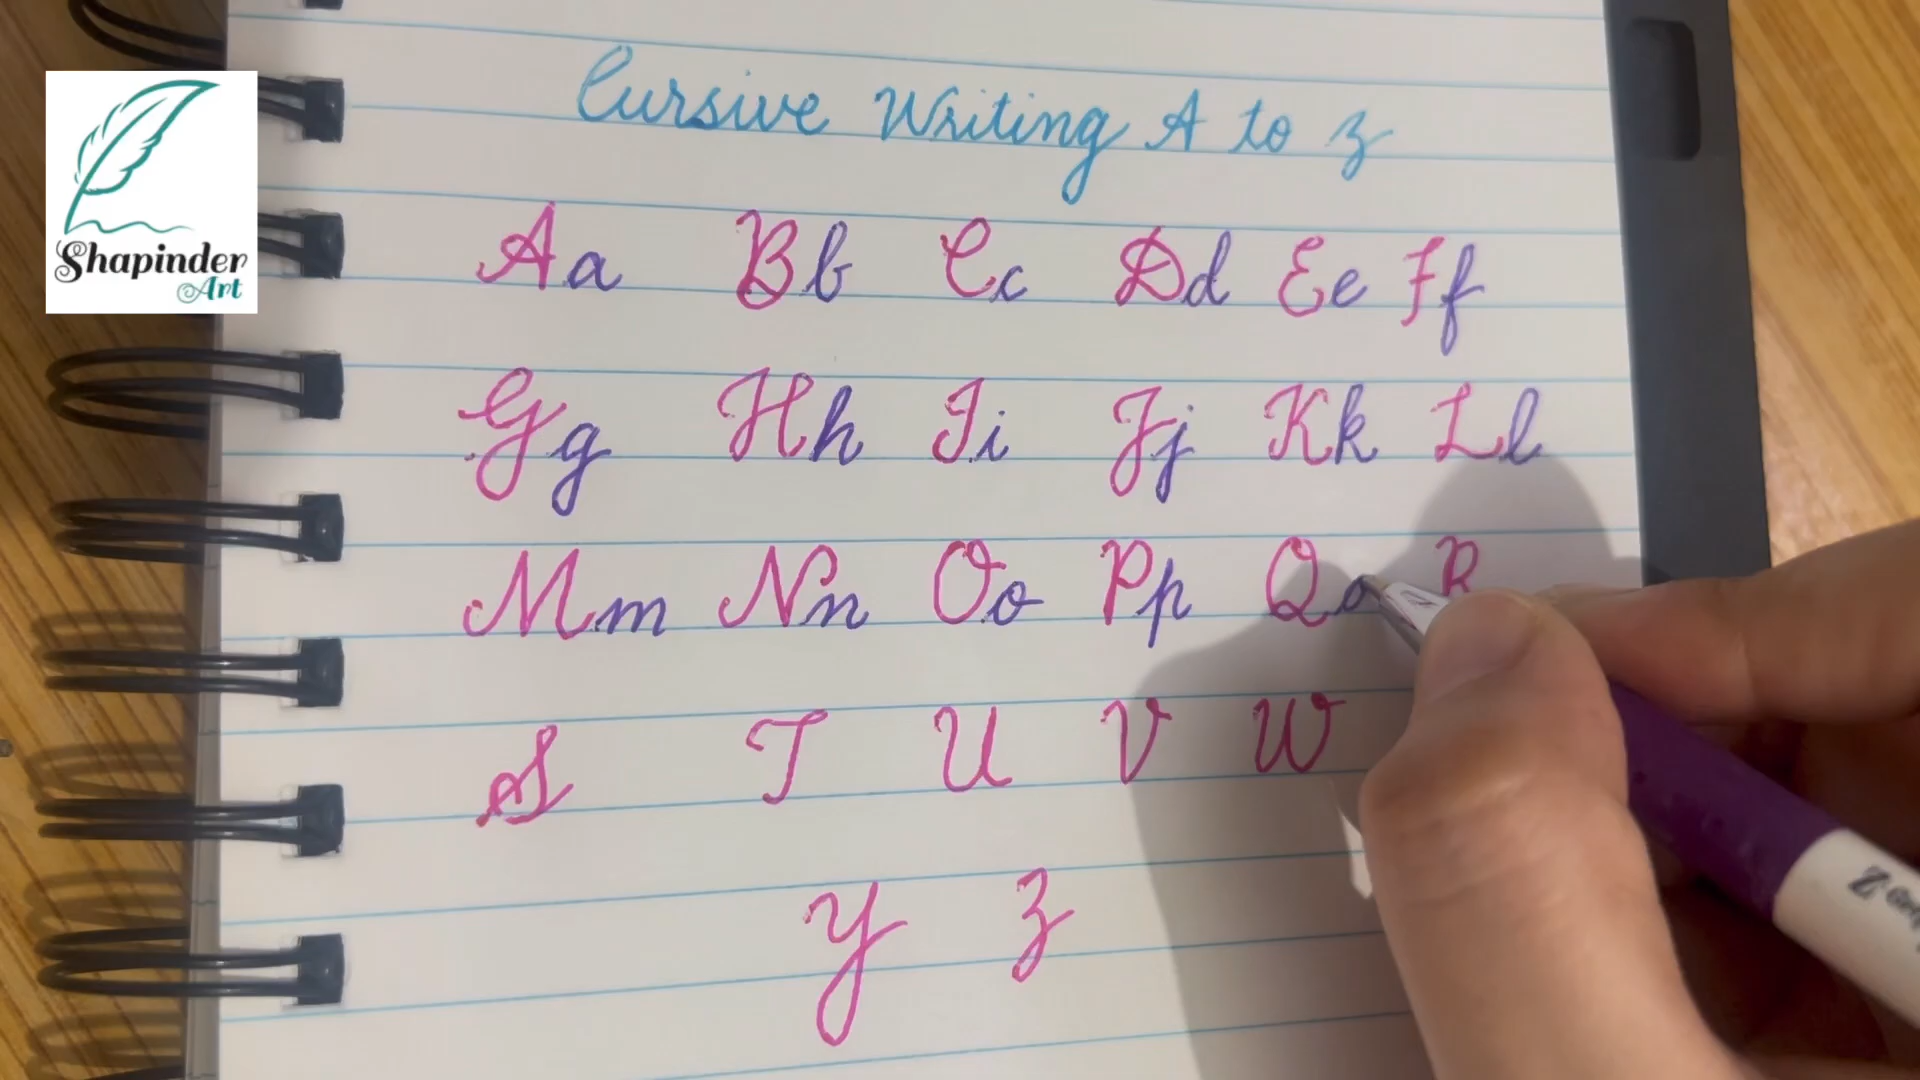 Cursive Writing A to Z
Shapinder
Art
Aa Bb Cc Dd Ee Ff
Gg Hh Ii Jj Kk Ll
Mm Nn Oo Pp Q R
S T U V W
Y Z